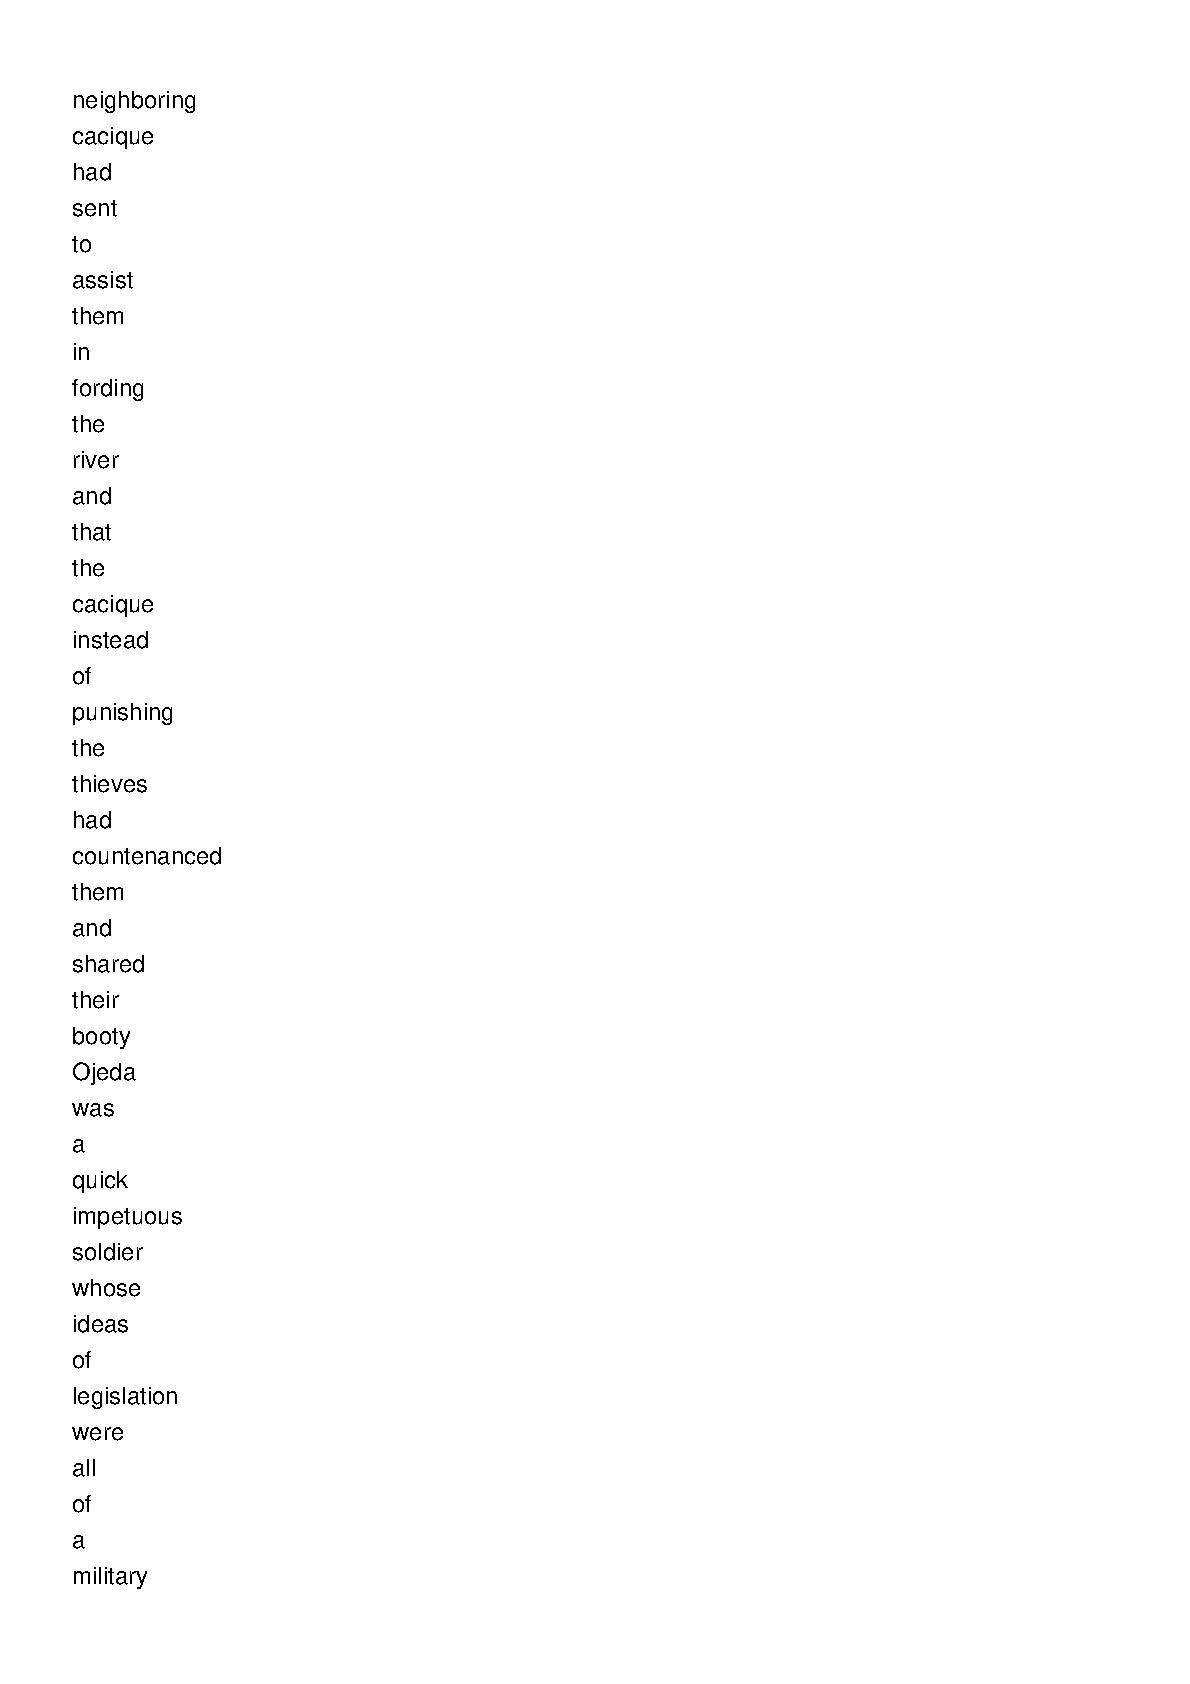 neighboring
cacique
had
sent
to
assist
them
in
fording
the
river
and
that
the
cacique
instead
of
punishing
the
thieves
had
countenanced
them
and
shared
their
booty
Ojeda
was
a
quick
impetuous
soldier
whose
ideas
of
legislation
were
all
of
a
military